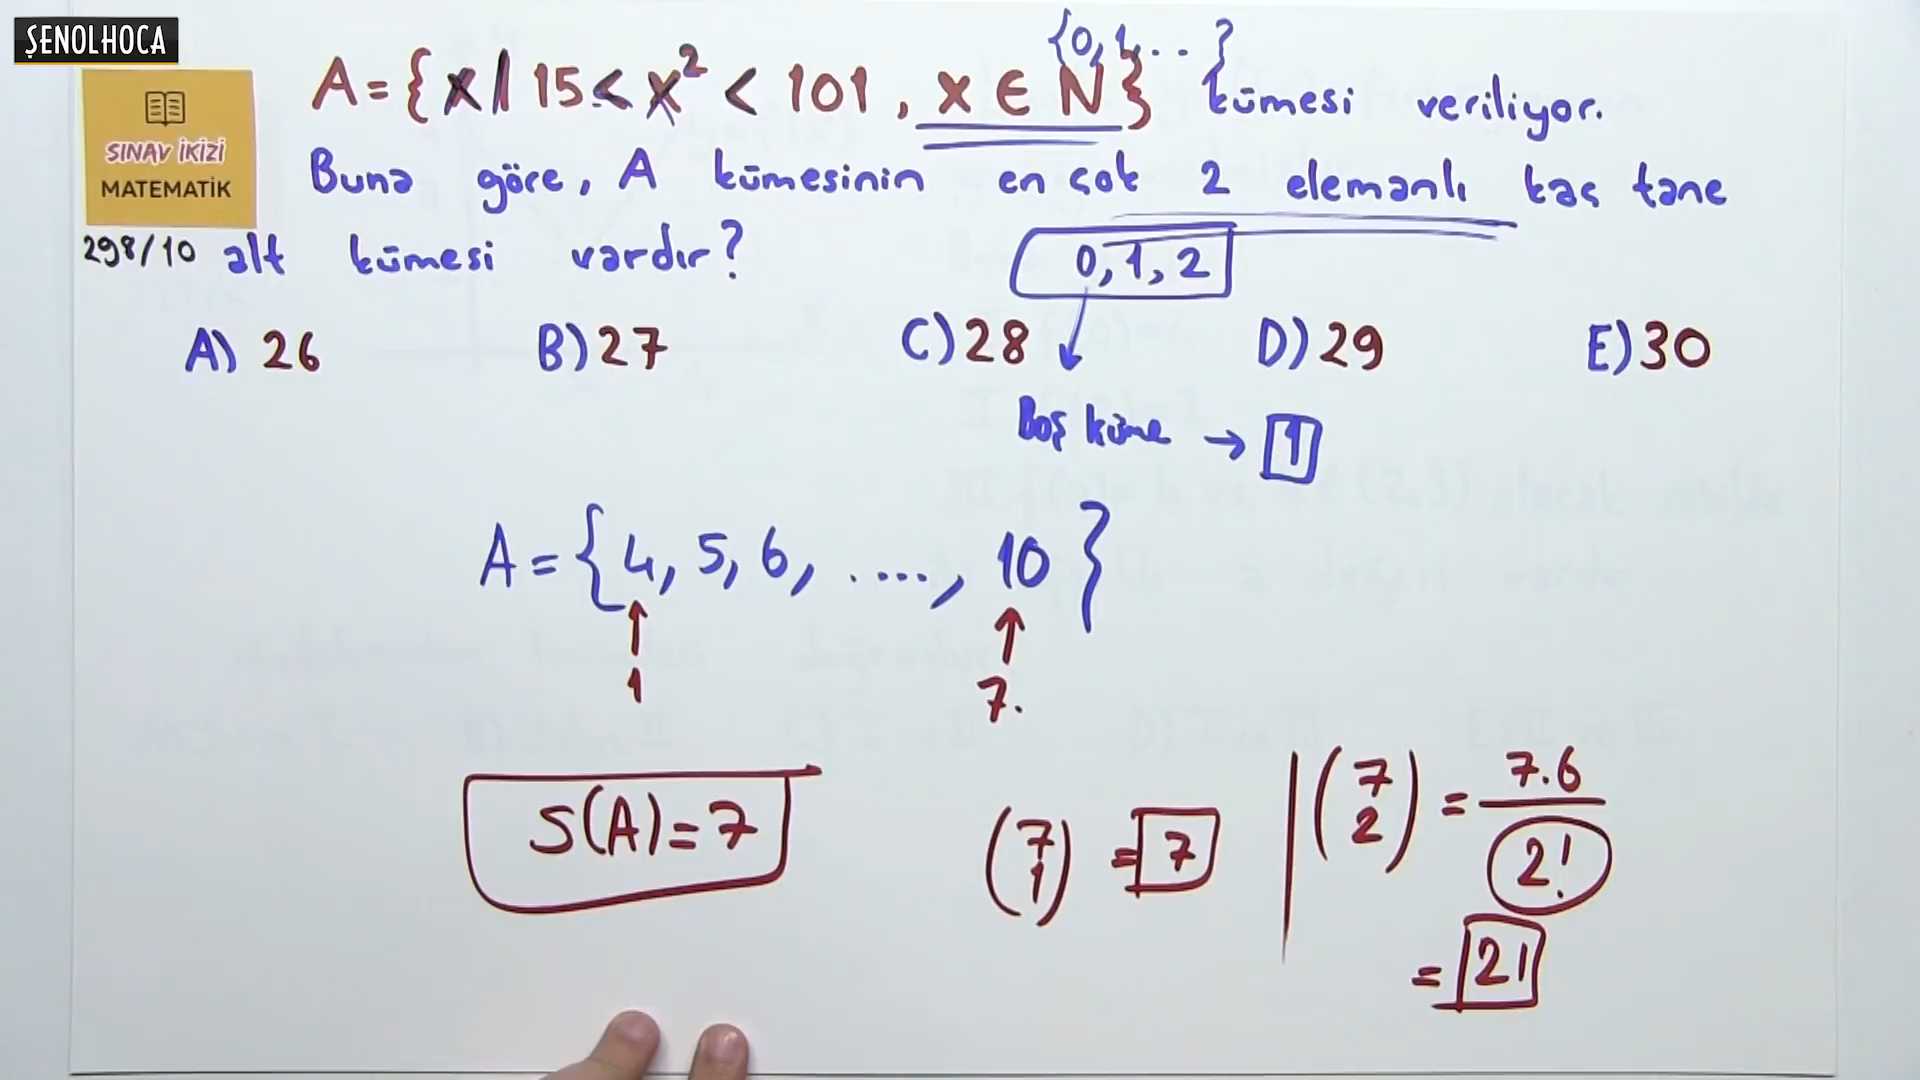 ŞENOLHOCA
SINAV İKİZİ
MATEMATİK
298/10
{0,1,..}
A={x| 15<x²<101, x∈N} kümesi veriliyor.
Buna göre, A kümesinin en çok 2 elemanlı kaç tane
alt kümesi vardır?
0,1,2
A) 26 B) 27 C) 28 D) 29 E) 30
Boş küme → 1
A={4, 5, 6, ....., 10}
1 7.
S(A)=7
(7 1) = 7
(7 2) = 7.6 / 2!
= 21